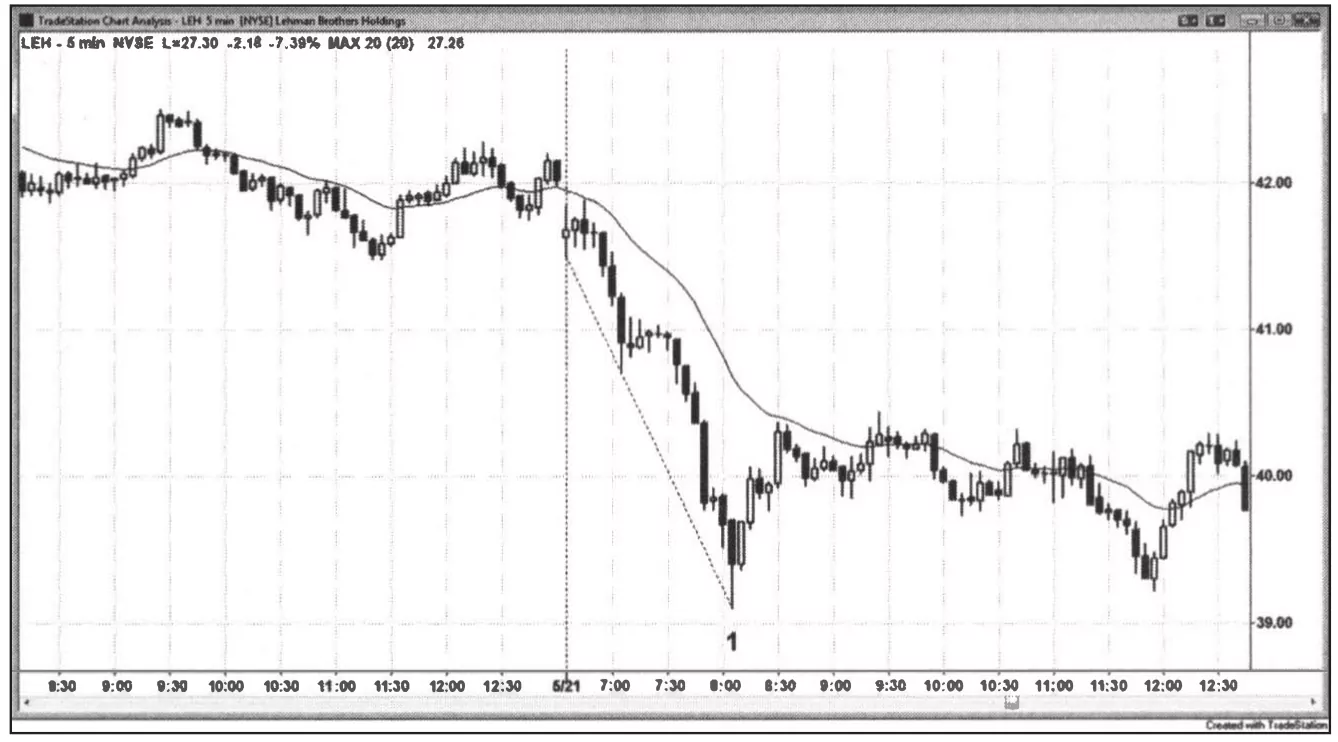 TradeStation Chart Analysis - LEH 5 min [NYSE] Lehman Brothers Holdings
LEH - 5 min NYSE L=27.30 -2.18 -7.39% MAX 20 (20) 27.26
42.00
41.00
40.00
39.00
1
8:30 9:00 9:30 10:00 10:30 11:00 11:30 12:00 12:30 5/21 7:00 7:30 8:00 8:30 9:00 9:30 10:00 10:30 11:00 11:30 12:00 12:30
Created with TradeStation